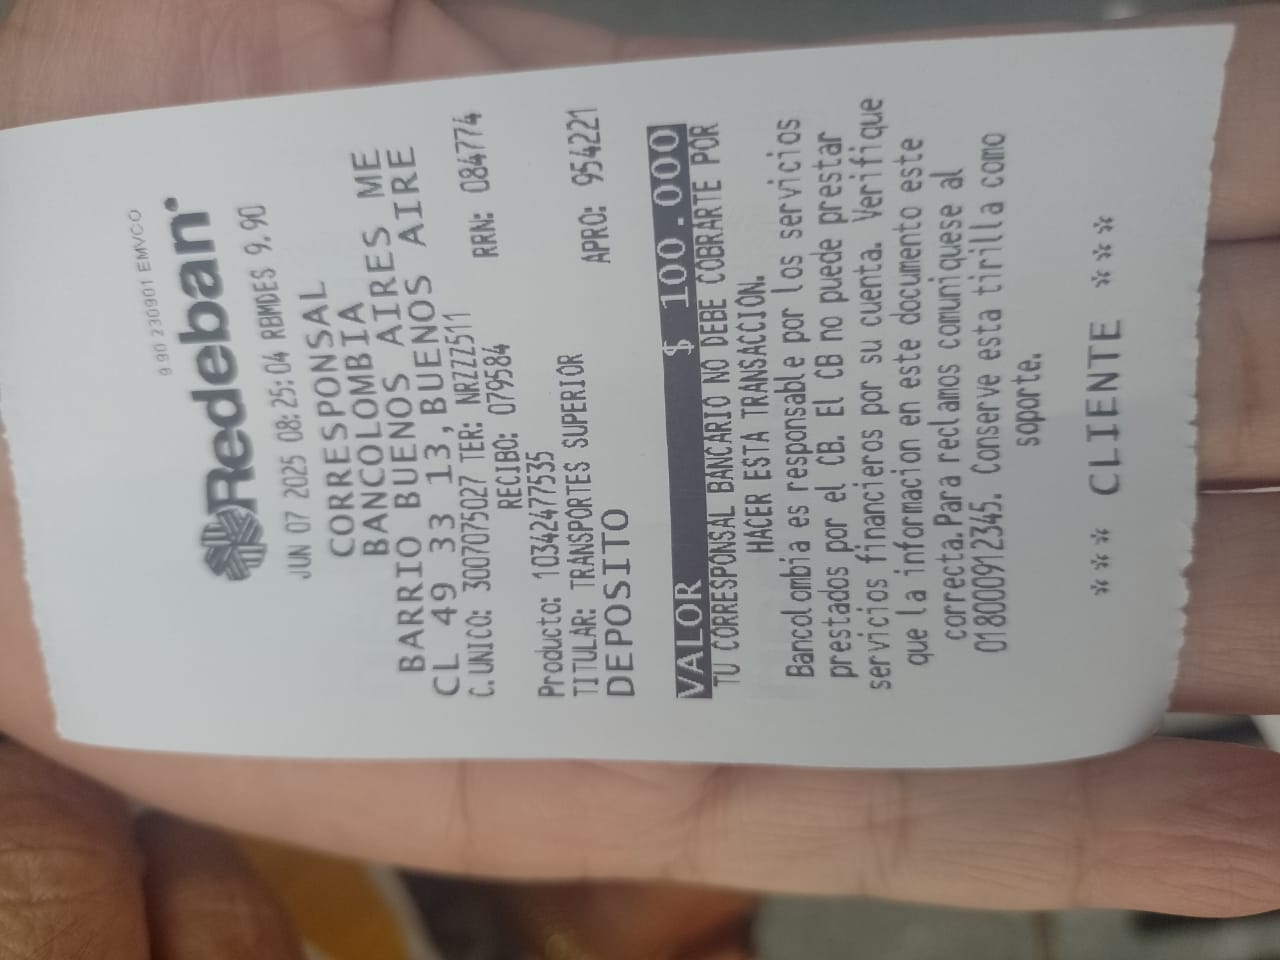 9.90 230901 EMVCO
Redeban
JUN 07 2025 08:25:04 RBMDES 9,90
CORRESPONSAL
BANCOLOMBIA
BARRIO BUENOS AIRES ME
CL 49 33 13,BUENOS AIRE
C.UNICO: 3007075027 TER: NRZZZ511 RRN: 084774
RECIBO: 079584
Producto: 10342477535
TITULAR: TRANSPORTES SUPERIOR
DEPOSITO APRO: 954221
VALOR $ 100.000
TU CORRESPONSAL BANCARIO NO DEBE COBRARTE POR
HACER ESTA TRANSACCION.
Bancolombia es responsable por los servicios
prestados por el CB. El CB no puede prestar
servicios financieros por su cuenta. Verifique
que la informacion en este documento este
correcta.Para reclamos comuniquese al
018000912345. Conserve esta tirilla como
soporte.
*** CLIENTE ***